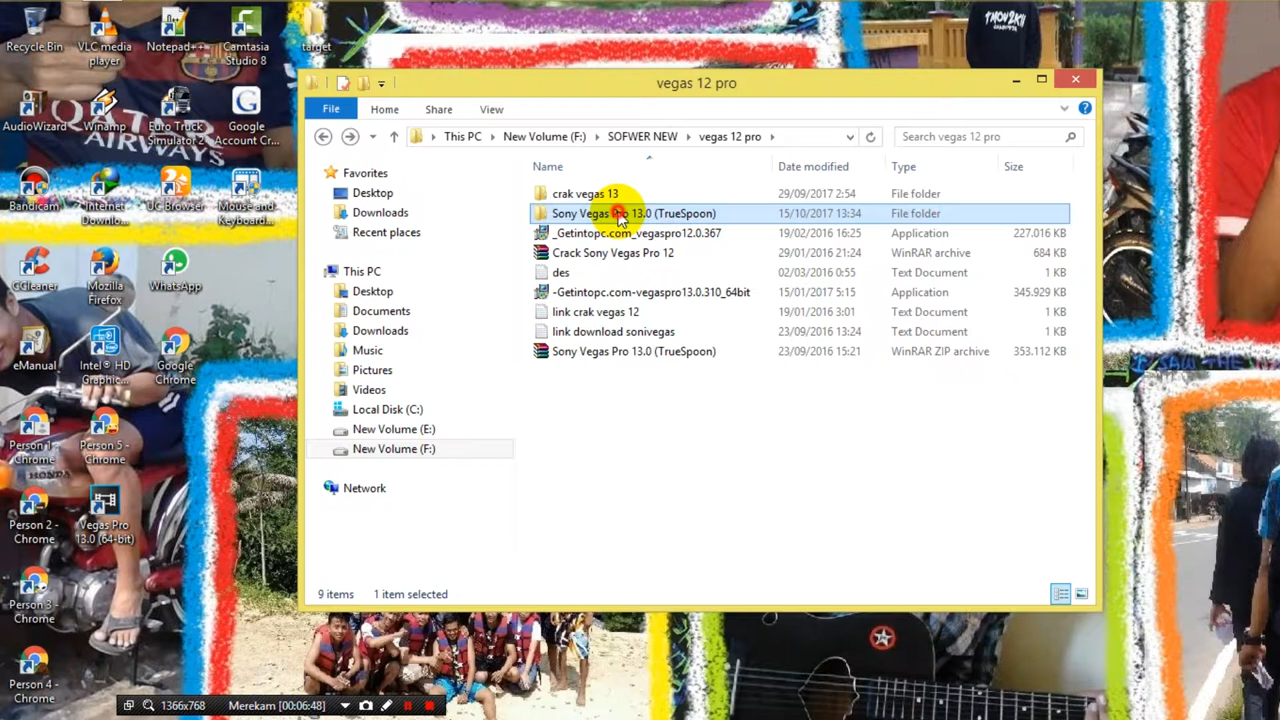 Recycle Bin
VLC media player
Notepad++
Camtasia Studio 8
target
AudioWizard
Winamp
Euro Truck Simulator 2
Google Account Cr...
Bandicam
Internet Downlo...
UC Browser
Mouse and Keyboard...
CCleaner
Mozilla Firefox
WhatsApp
eManual
Intel® HD Graphic...
Google Chrome
Person 1 - Chrome
Person 5 - Chrome
Person 2 - Chrome
Vegas Pro 13.0 (64-bit)
Person 3 - Chrome
Person 4 - Chrome
vegas 12 pro
File Home Share View
This PC New Volume (F:) SOFWER NEW vegas 12 pro
Search vegas 12 pro
Favorites
Desktop
Downloads
Recent places
This PC
Desktop
Documents
Downloads
Music
Pictures
Videos
Local Disk (C:)
New Volume (E:)
New Volume (F:)
Network
Name Date modified Type Size
crak vegas 13 29/09/2017 2:54 File folder
Sony Vegas Pro 13.0 (TrueSpoon) 15/10/2017 13:34 File folder
_Getintopc.com_vegaspro12.0.367 19/02/2016 16:25 Application 227.016 KB
Crack Sony Vegas Pro 12 29/01/2016 21:24 WinRAR archive 684 KB
des 02/03/2016 0:55 Text Document 1 KB
-Getintopc.com-vegaspro13.0.310_64bit 15/01/2017 5:15 Application 345.929 KB
link crak vegas 12 19/01/2016 3:01 Text Document 1 KB
link download sonivegas 23/09/2016 13:24 Text Document 1 KB
Sony Vegas Pro 13.0 (TrueSpoon) 23/09/2016 15:21 WinRAR ZIP archive 353.112 KB
9 items 1 item selected
1366x768 Merekam [00:06:48]
HONDA
QATAR AIRWAYS
I SAW THE